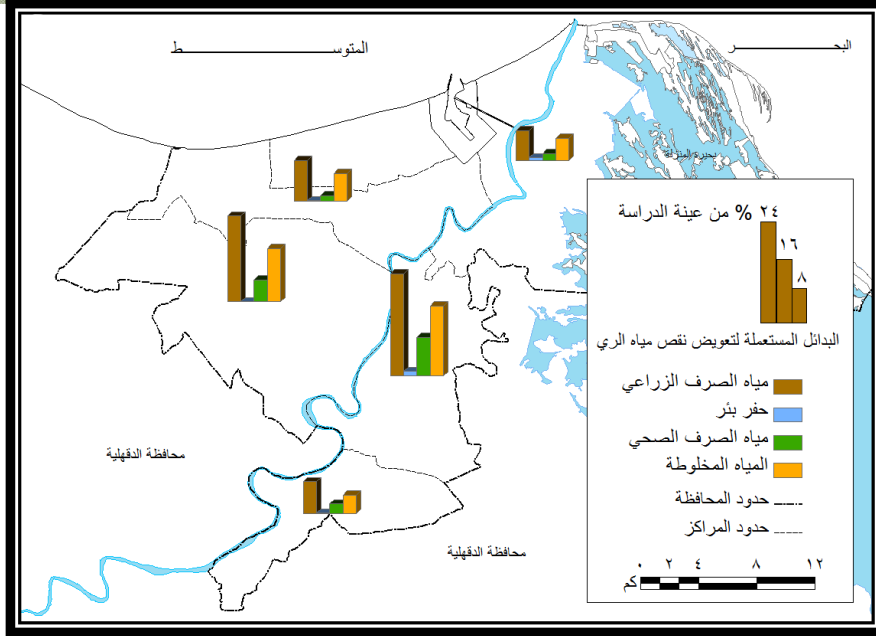 البحـــــــــــر
المتوســــــــــــــــط
بحيرة المنزلة
٢٤ % من عينة الدراسة
١٦
٨
البدائل المستعملة لتعويض نقص مياه الري
مياه الصرف الزراعي
حفر بئر
مياه الصرف الصحي
المياه المخلوطة
حدود المحافظة
حدود المراكز
٠ ٢ ٤ ٨ ١٢
كم
محافظة الدقهلية
محافظة الدقهلية